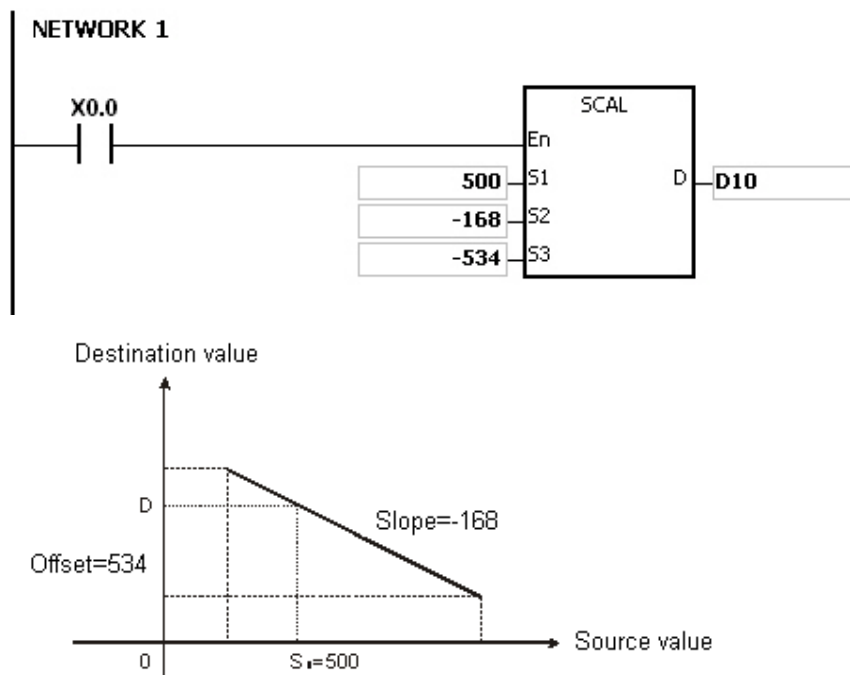 NETWORK 1
X0.0
SCAL
En
500 S1 D D10
-168 S2
-534 S3
Destination value
D
Slope=-168
Offset=534
Source value
0 S1=500